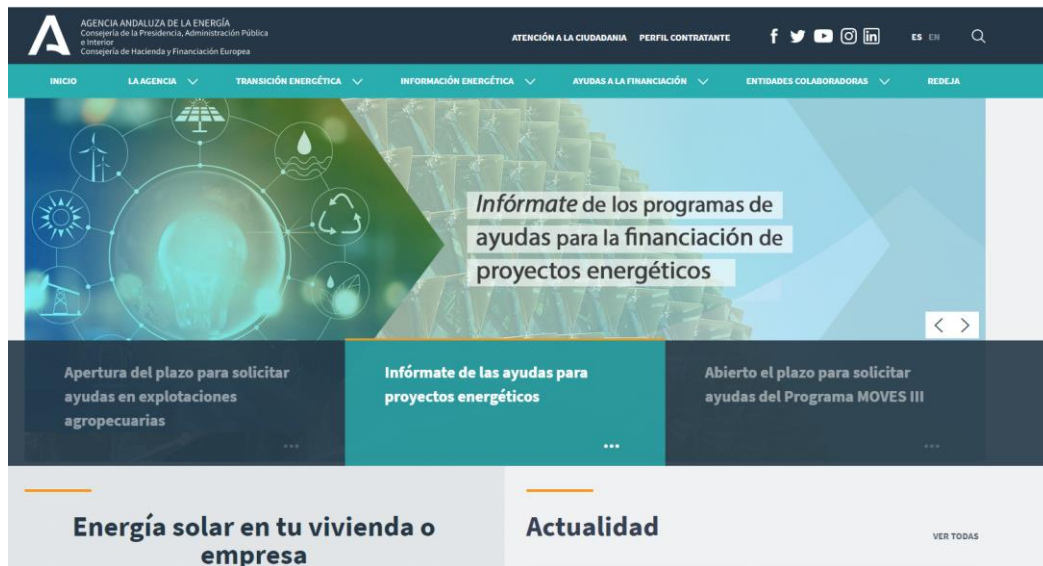 AGENCIA ANDALUZA DE LA ENERGÍA
Consejería de la Presidencia, Administración Pública
e Interior
Consejería de Hacienda y Financiación Europea
ATENCIÓN A LA CIUDADANIA PERFIL CONTRATANTE
ES EN
INICIO LA AGENCIA TRANSICIÓN ENERGÉTICA INFORMACIÓN ENERGÉTICA AYUDAS A LA FINANCIACIÓN ENTIDADES COLABORADORAS REDEJA
Infórmate de los programas de
ayudas para la financiación de
proyectos energéticos
Apertura del plazo para solicitar
ayudas en explotaciones
agropecuarias
...
Infórmate de las ayudas para
proyectos energéticos
...
Abierto el plazo para solicitar
ayudas del Programa MOVES III
...
Energía solar en tu vivienda o
empresa
Actualidad
VER TODAS